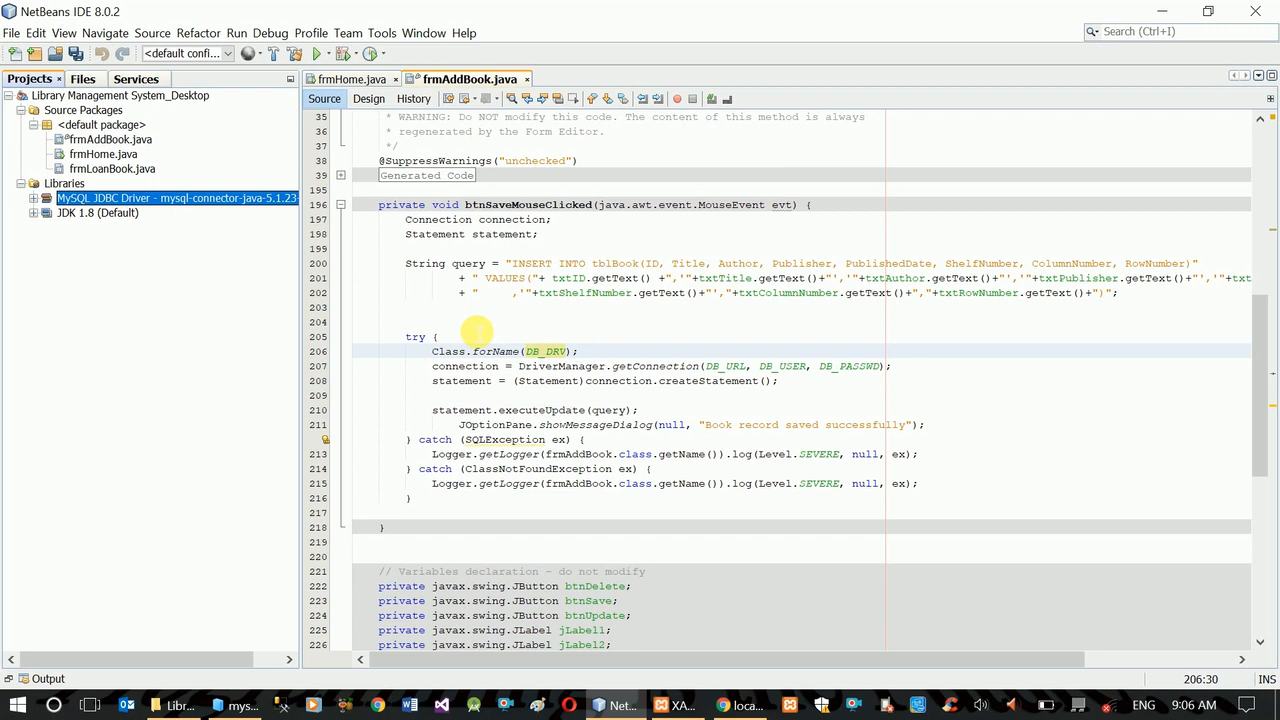 NetBeans IDE 8.0.2
File Edit View Navigate Source Refactor Run Debug Profile Team Tools Window Help
Search (Ctrl+I)
<default confi...
Projects Files Services
Library Management System_Desktop
Source Packages
<default package>
frmAddBook.java
frmHome.java
frmLoanBook.java
Libraries
MySQL JDBC Driver - mysql-connector-java-5.1.23-
JDK 1.8 (Default)
frmHome.java frmAddBook.java
Source Design History
35 * WARNING: Do NOT modify this code. The content of this method is always
36 * regenerated by the Form Editor.
37 */
38 @SuppressWarnings("unchecked")
39 Generated Code
195
196 private void btnSaveMouseClicked(java.awt.event.MouseEvent evt) {
197 Connection connection;
198 Statement statement;
199
200 String query = "INSERT INTO tblBook(ID, Title, Author, Publisher, PublishedDate, ShelfNumber, ColumnNumber, RowNumber)"
201 + " VALUES("+ txtID.getText() +",'"+txtTitle.getText()+"','"+txtAuthor.getText()+"','"+txtPublisher.getText()+"','"+txt
202 + " ,'"+txtShelfNumber.getText()+"',"+txtColumnNumber.getText()+","+txtRowNumber.getText()+")";
203
204
205 try {
206 Class.forName(DB_DRV);
207 connection = DriverManager.getConnection(DB_URL, DB_USER, DB_PASSWD);
208 statement = (Statement)connection.createStatement();
209
210 statement.executeUpdate(query);
211 JOptionPane.showMessageDialog(null, "Book record saved successfully");
} catch (SQLException ex) {
213 Logger.getLogger(frmAddBook.class.getName()).log(Level.SEVERE, null, ex);
214 } catch (ClassNotFoundException ex) {
215 Logger.getLogger(frmAddBook.class.getName()).log(Level.SEVERE, null, ex);
216 }
217
218 }
219
220
221 // Variables declaration - do not modify
222 private javax.swing.JButton btnDelete;
223 private javax.swing.JButton btnSave;
224 private javax.swing.JButton btnUpdate;
225 private javax.swing.JLabel jLabel1;
226 private javax.swing.JLabel jLabel2;
Output
206:30 INS
Libr... mys... Net... XA... loca... ENG 9:06 AM